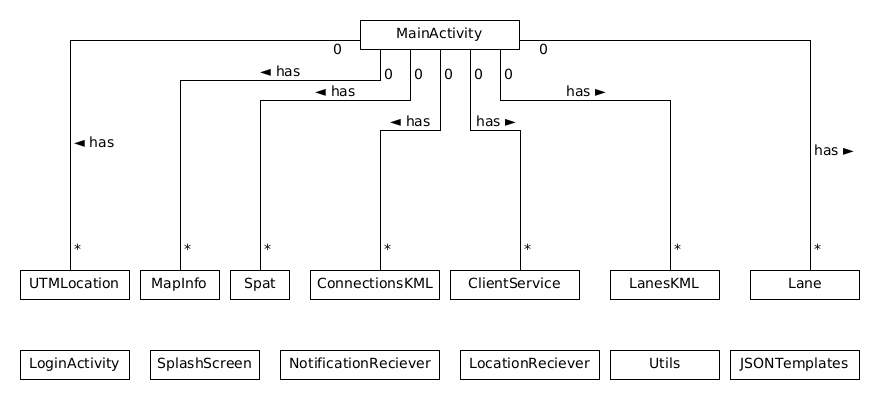 MainActivity
0 0
0 0 0 0 0
◄ has
◄ has has ►
◄ has has ►
◄ has
has ►
* * * * * * *
UTMLocation MapInfo Spat ConnectionsKML ClientService LanesKML Lane
LoginActivity SplashScreen NotificationReciever LocationReciever Utils JSONTemplates